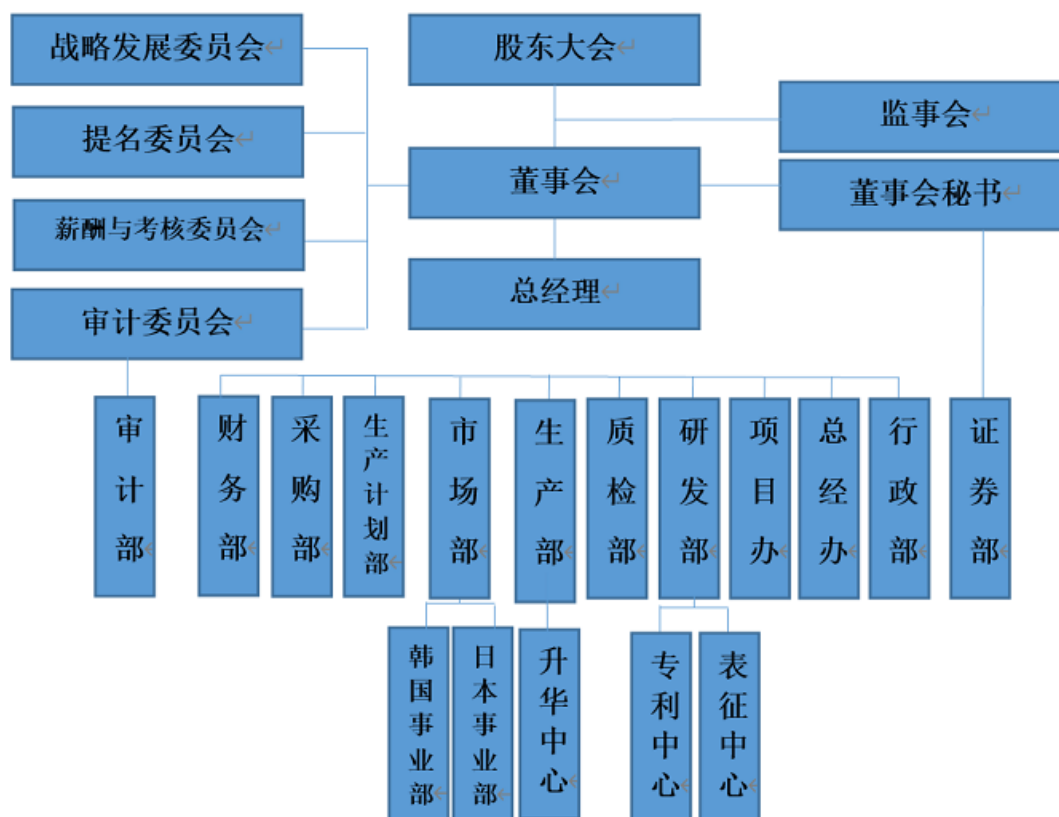 战略发展委员会
股东大会
监事会
提名委员会
董事会
董事会秘书
薪酬与考核委员会
总经理
审计委员会
审计部
财务部
采购部
生产计划部
市场部
生产部
质检部
研发部
项目办
总经办
行政部
证券部
韩国事业部
日本事业部
升华中心
专利中心
表征中心